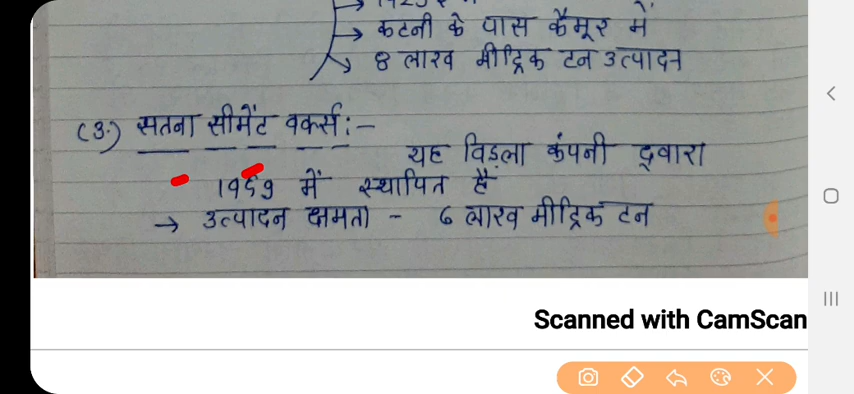 → कटनी के पास कैमूर में
→ 8 लाख मीट्रिक टन उत्पादन
(3.) सतना सीमेंट वर्क्स :–
यह विड़ला कंपनी द्वारा
1959 में स्थापित है
→ उत्पादन क्षमता - 6 लाख मीट्रिक टन
Scanned with CamScan